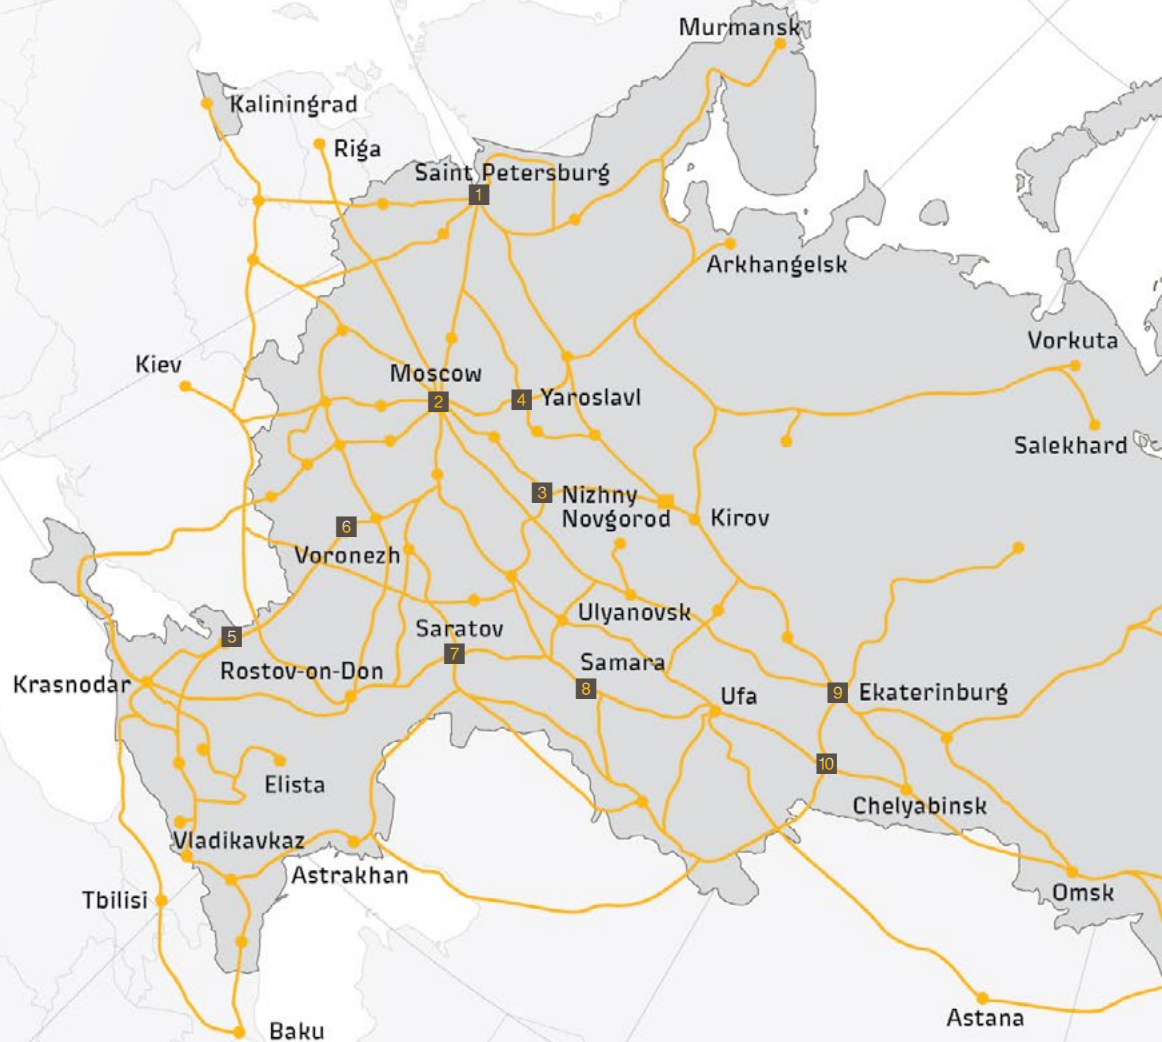 Murmansk
Kaliningrad
Riga
Saint Petersburg
1
Arkhangelsk
Vorkuta
Kiev
Moscow
2
4
Yaroslavl
Salekhard
3
Nizhny
Novgorod
Kirov
6
Voronezh
Ulyanovsk
5
Saratov
7
Rostov-on-Don
Samara
8
Krasnodar
Ufa
9
Ekaterinburg
10
Elista
Chelyabinsk
Vladikavkaz
Astrakhan
Tbilisi
Omsk
Astana
Baku